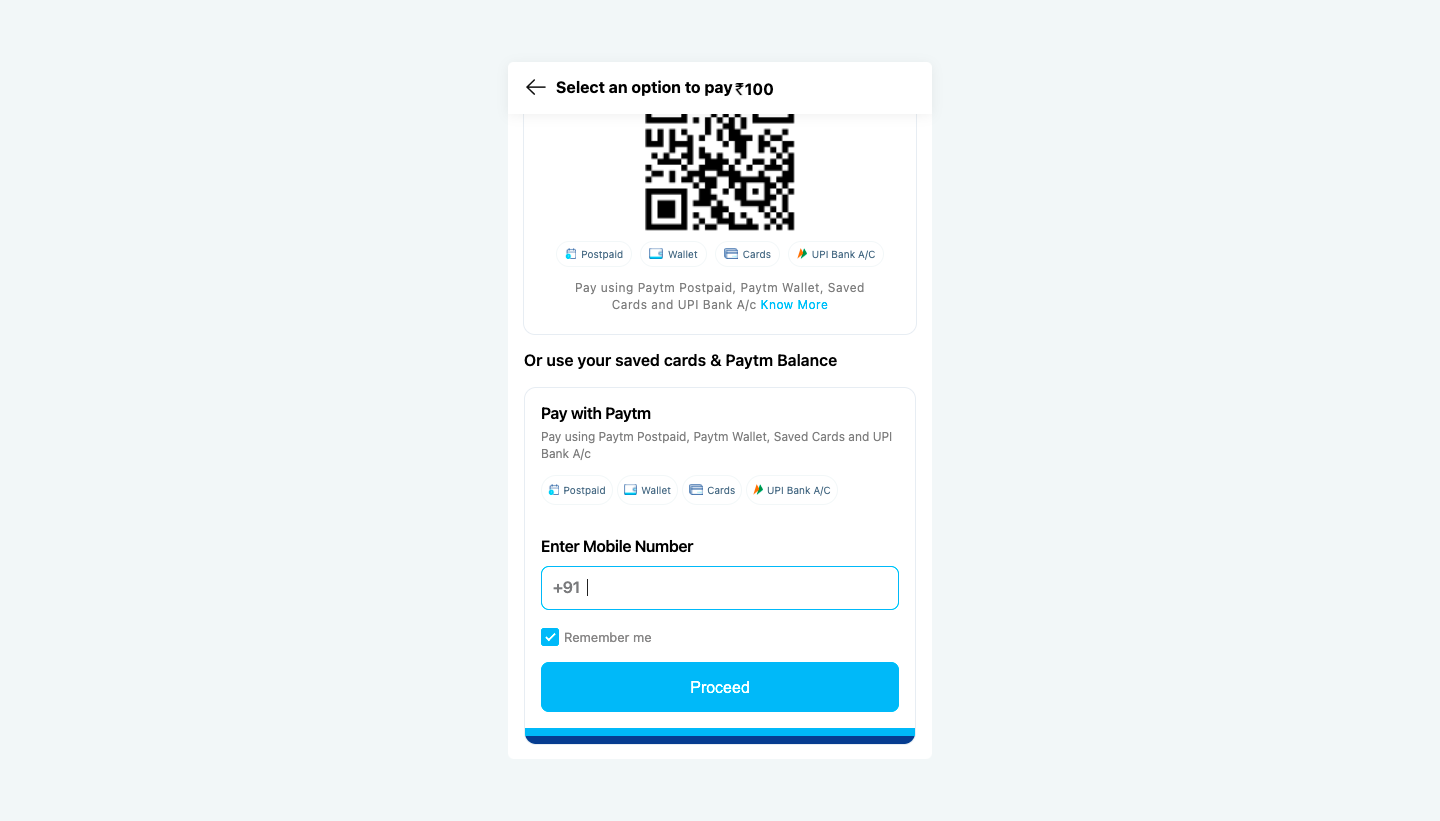 Select an option to pay ₹100
Postpaid Wallet Cards UPI Bank A/C
Pay using Paytm Postpaid, Paytm Wallet, Saved
Cards and UPI Bank A/c Know More
Or use your saved cards & Paytm Balance
Pay with Paytm
Pay using Paytm Postpaid, Paytm Wallet, Saved Cards and UPI
Bank A/c
Postpaid Wallet Cards UPI Bank A/C
Enter Mobile Number
+91
Remember me
Proceed